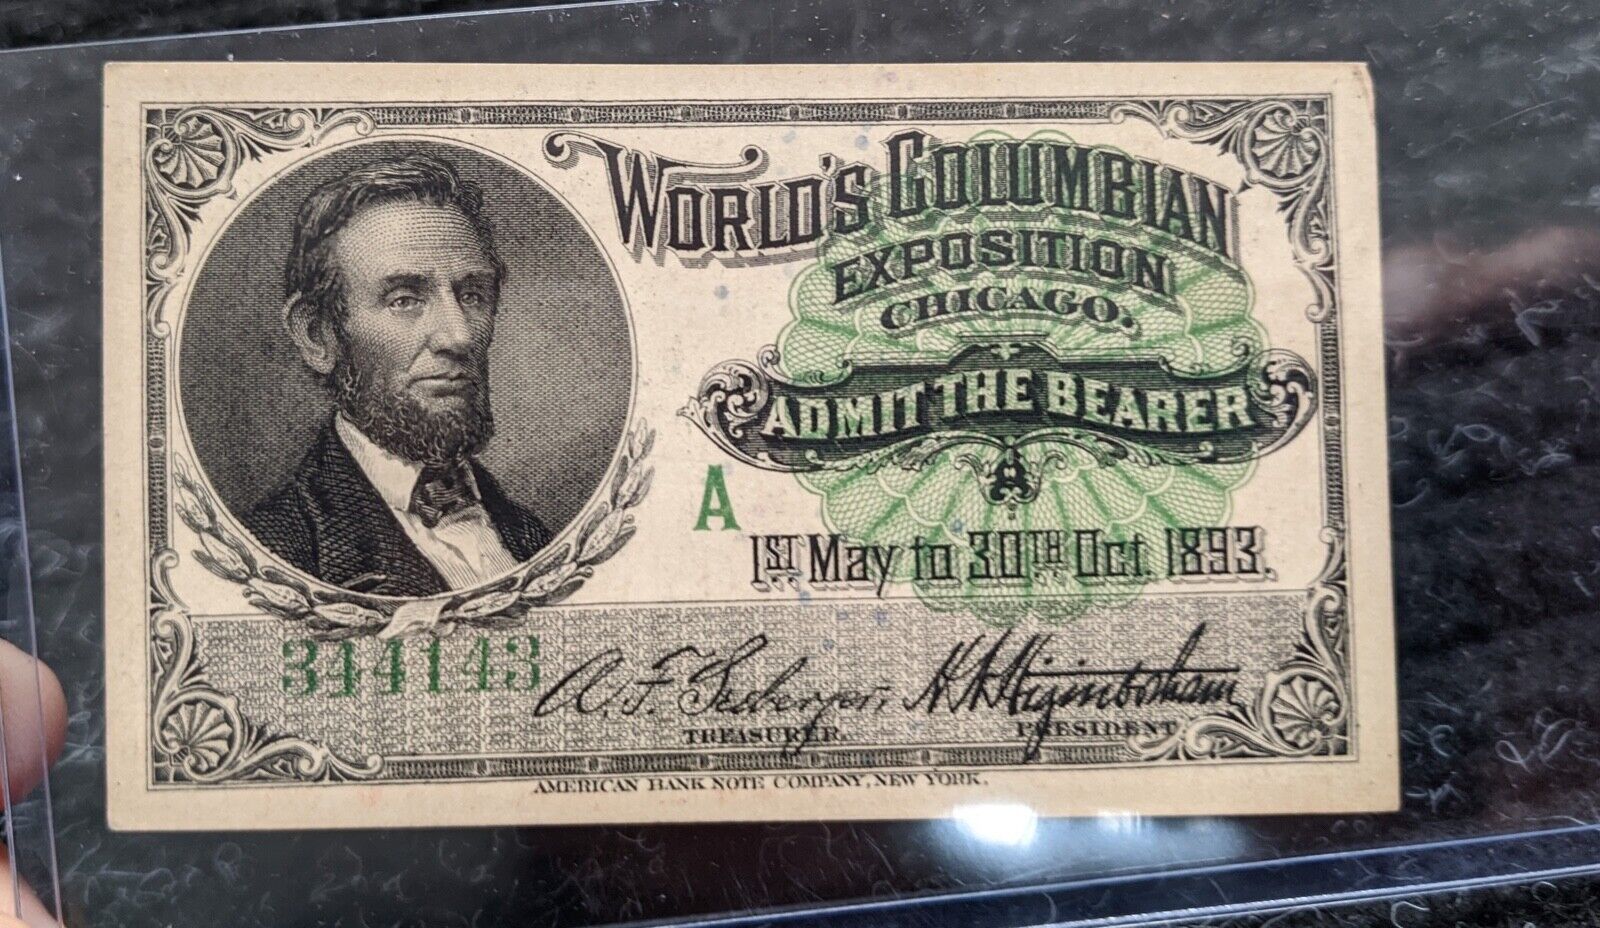 WORLD'S COLUMBIAN
EXPOSITION
CHICAGO.
ADMIT THE BEARER
A
1ST May to 30TH Oct. 1893.
344143
A. F. Seeberger,
H N Higinbotham
TREASURER.
PRESIDENT
AMERICAN BANK NOTE COMPANY, NEW YORK.